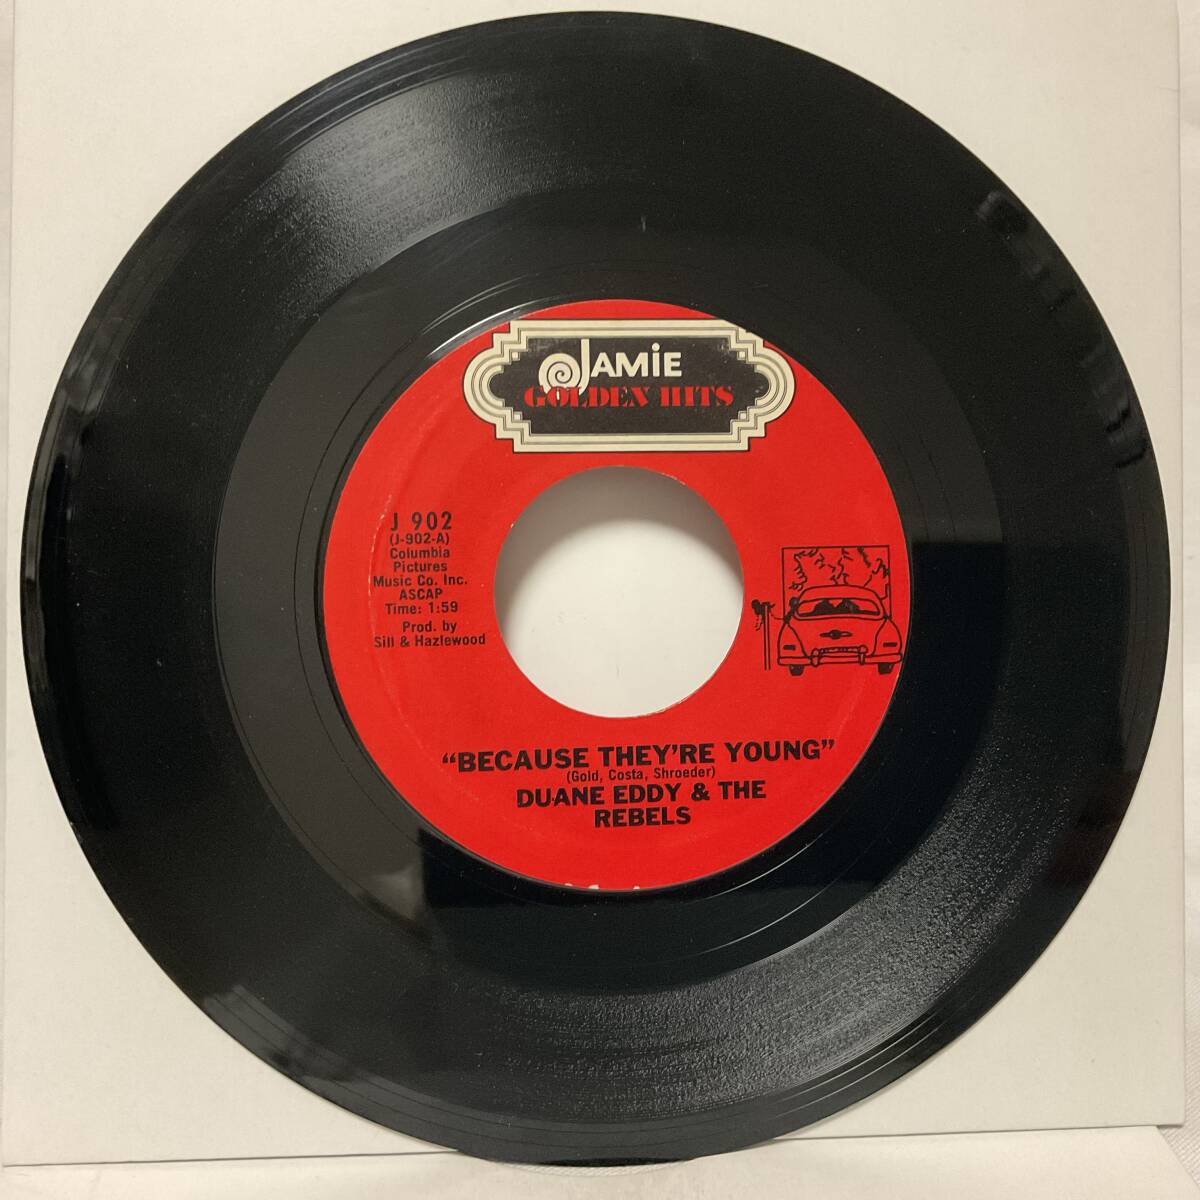 JAMiE
GOLDEN HITS
J 902
(J-902-A)
Columbia
Pictures
Music Co. Inc.
ASCAP
Time: 1:59
Prod. by
Sill & Hazlewood
"BECAUSE THEY'RE YOUNG"
(Gold, Costa, Shroeder)
DUANE EDDY & THE
REBELS